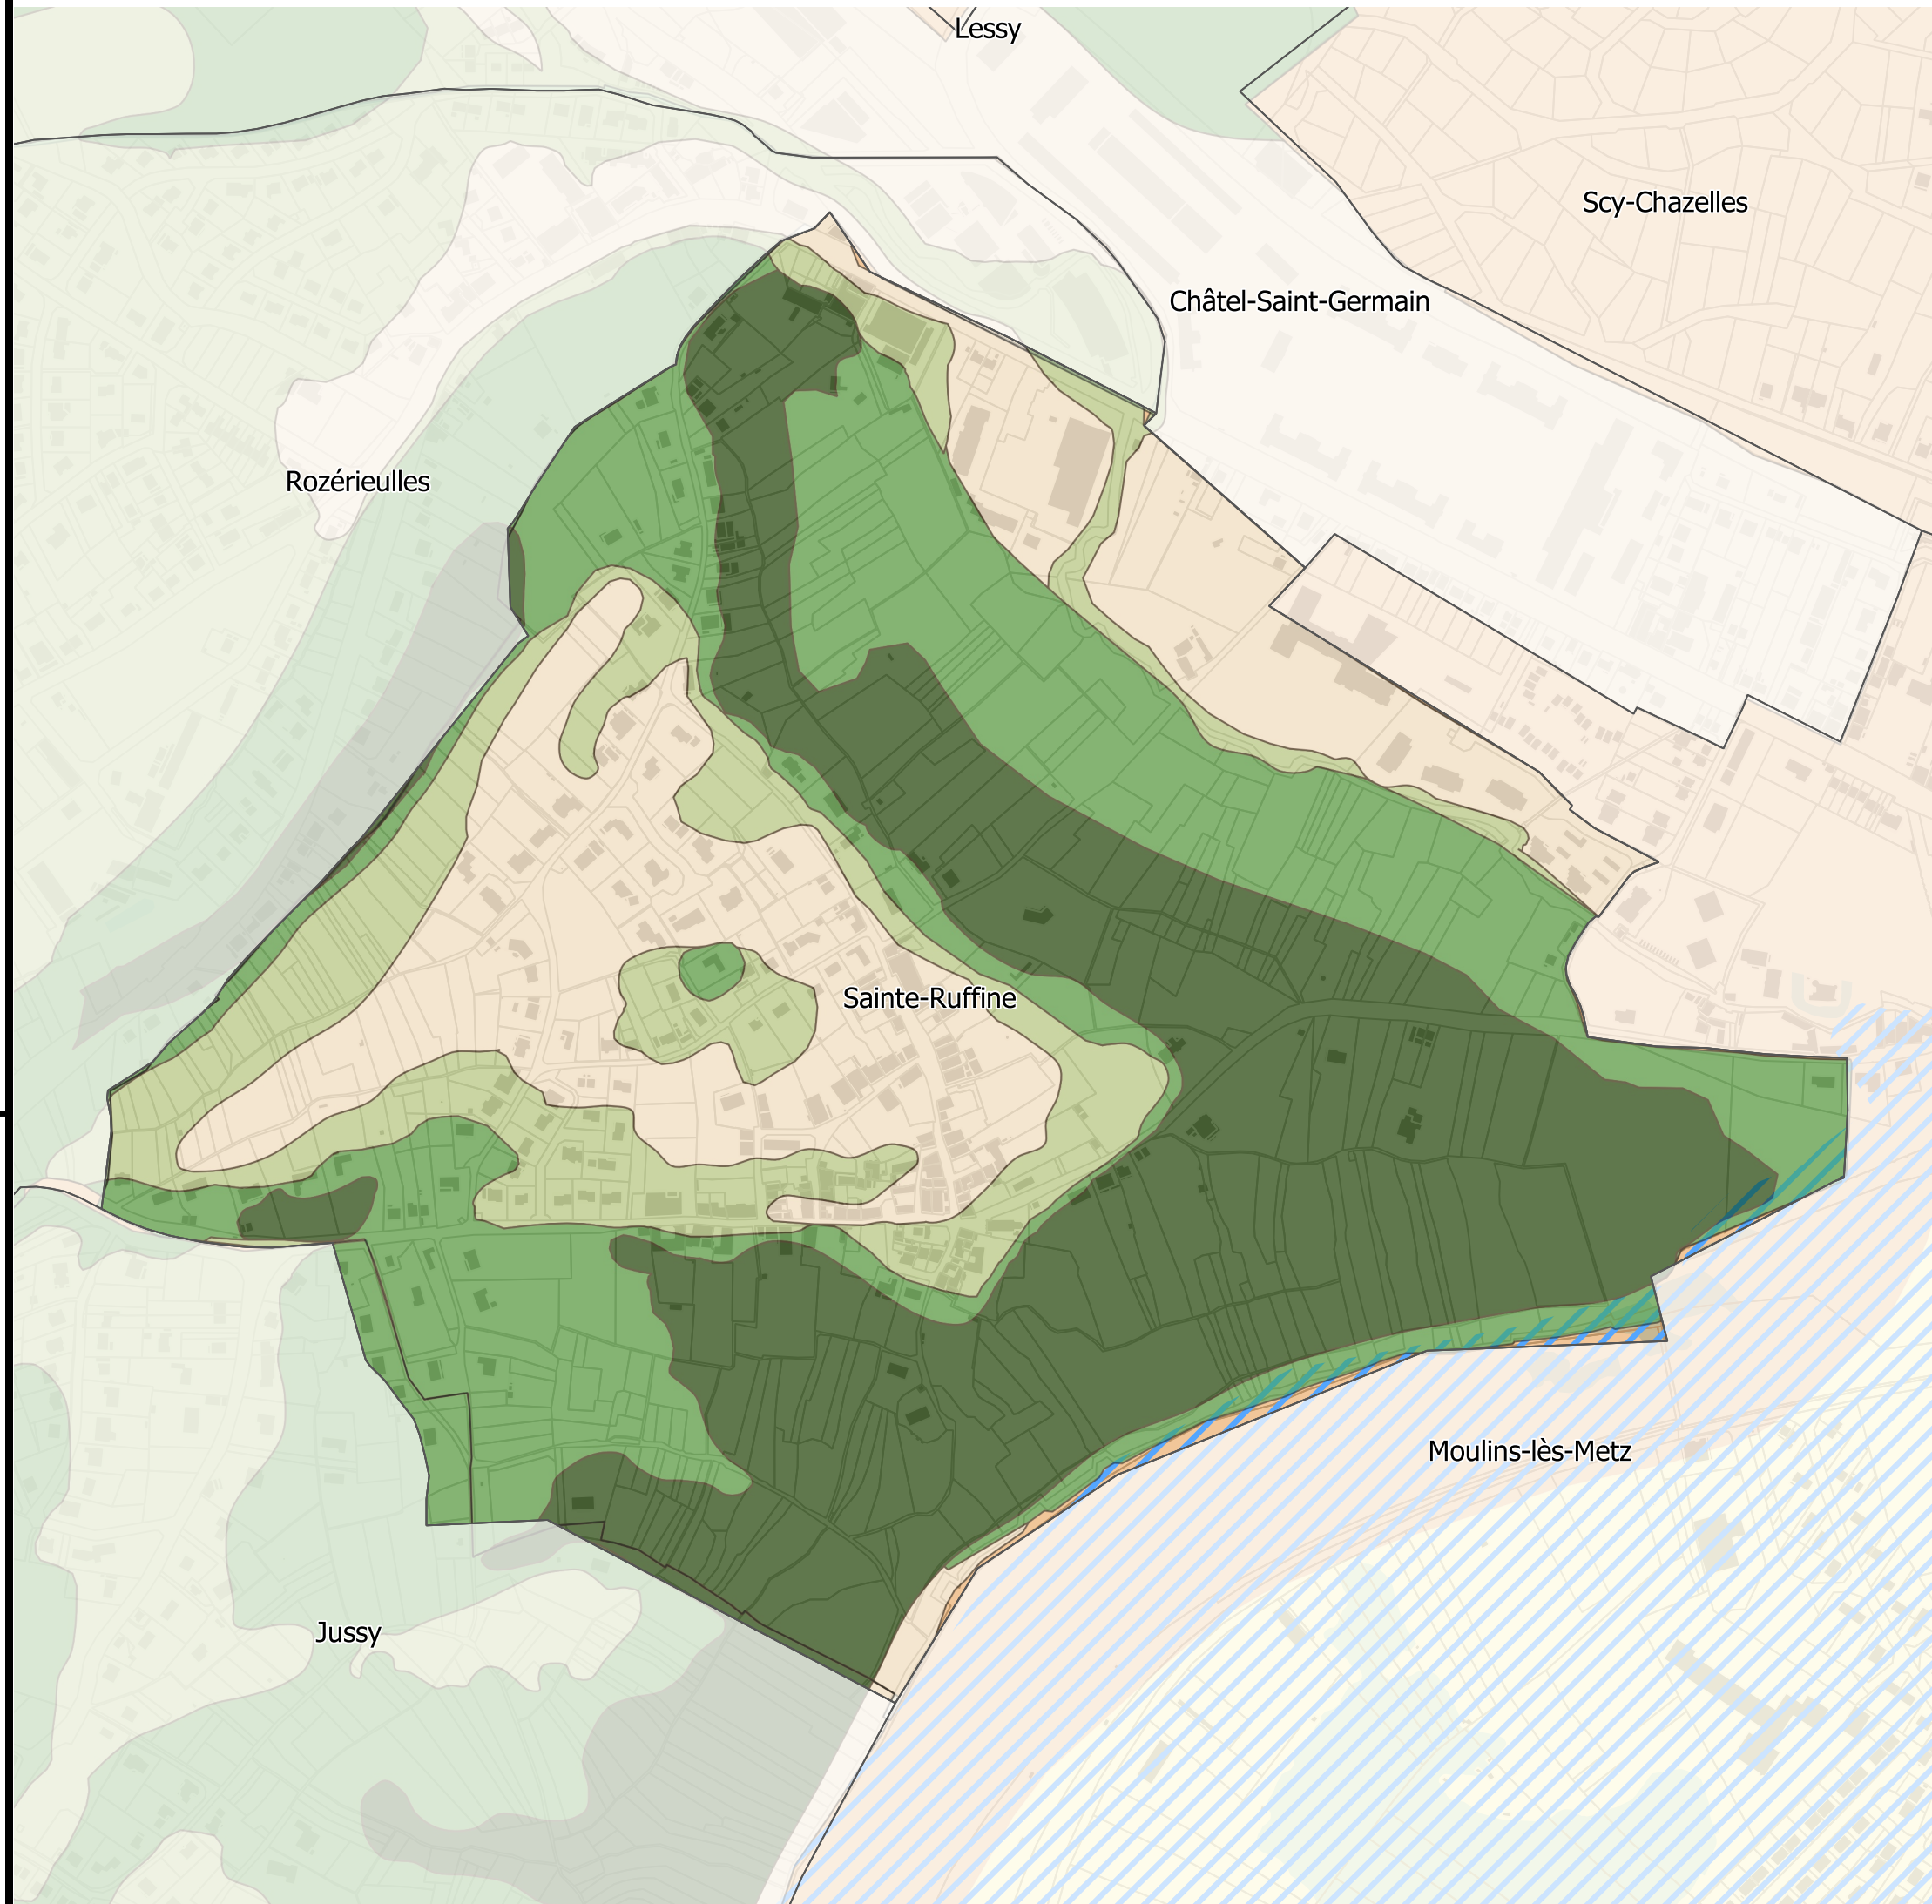 Lessy
Scy-Chazelles
Châtel-Saint-Germain
Rozérieulles
Sainte-Ruffine
Moulins-lès-Metz
Jussy